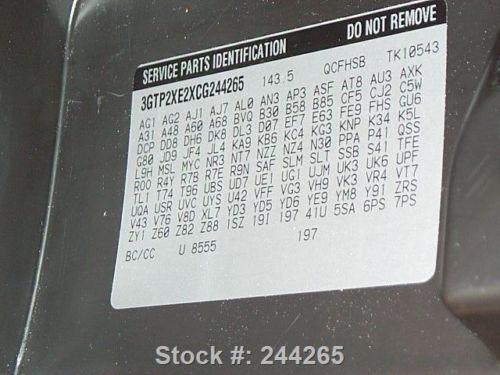 SERVICE PARTS IDENTIFICATION DO NOT REMOVE
3GTP2XE2XCG244265 143.5 QCFHSB TK10543
AG1 AG2 AJ1 AJ7 AL0 AN3 AP3 ASF AT8 AU3 AXK
A31 A48 A60 A68 BVQ B30 B58 B85 CF5 CJ2 C5W
DCP DD8 DH6 DK8 DL3 D07 EF7 E63 FE9 FHS GU6
G80 JD9 JF4 JL4 KA9 KB6 KC4 KG3 KNP K34 K5L
L9H MSL MYC NR3 NT7 NZ7 NZ4 N30 PPA P41 QSS
R00 R4Y R7B R7E R9N SAF SLM SLT SSB S41 TFE
TL1 T74 T96 UBS UD7 UE1 UG1 UJM UK3 UK6 UPF
UQA USR UVC UYS U42 VFF VG3 VH9 VK3 VR4 VT7
V43 V76 V8D XL7 YD3 YD5 YD6 YE9 YM8 Y91 ZRS
ZY1 Z60 Z82 Z88 1SZ 191 197 41U 5SA 6PS 7PS
BC/CC U 8555 197
Stock #: 244265